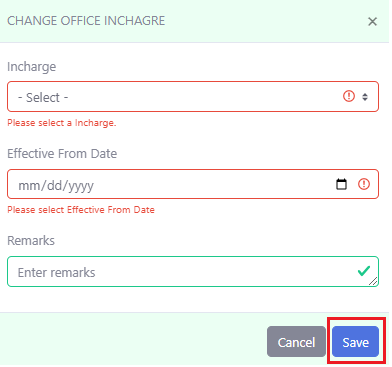 CHANGE OFFICE INCHAGRE ×
Incharge
- Select -
Please select a Incharge.
Effective From Date
mm/dd/yyyy
Please select Effective From Date
Remarks
Enter remarks
Cancel Save